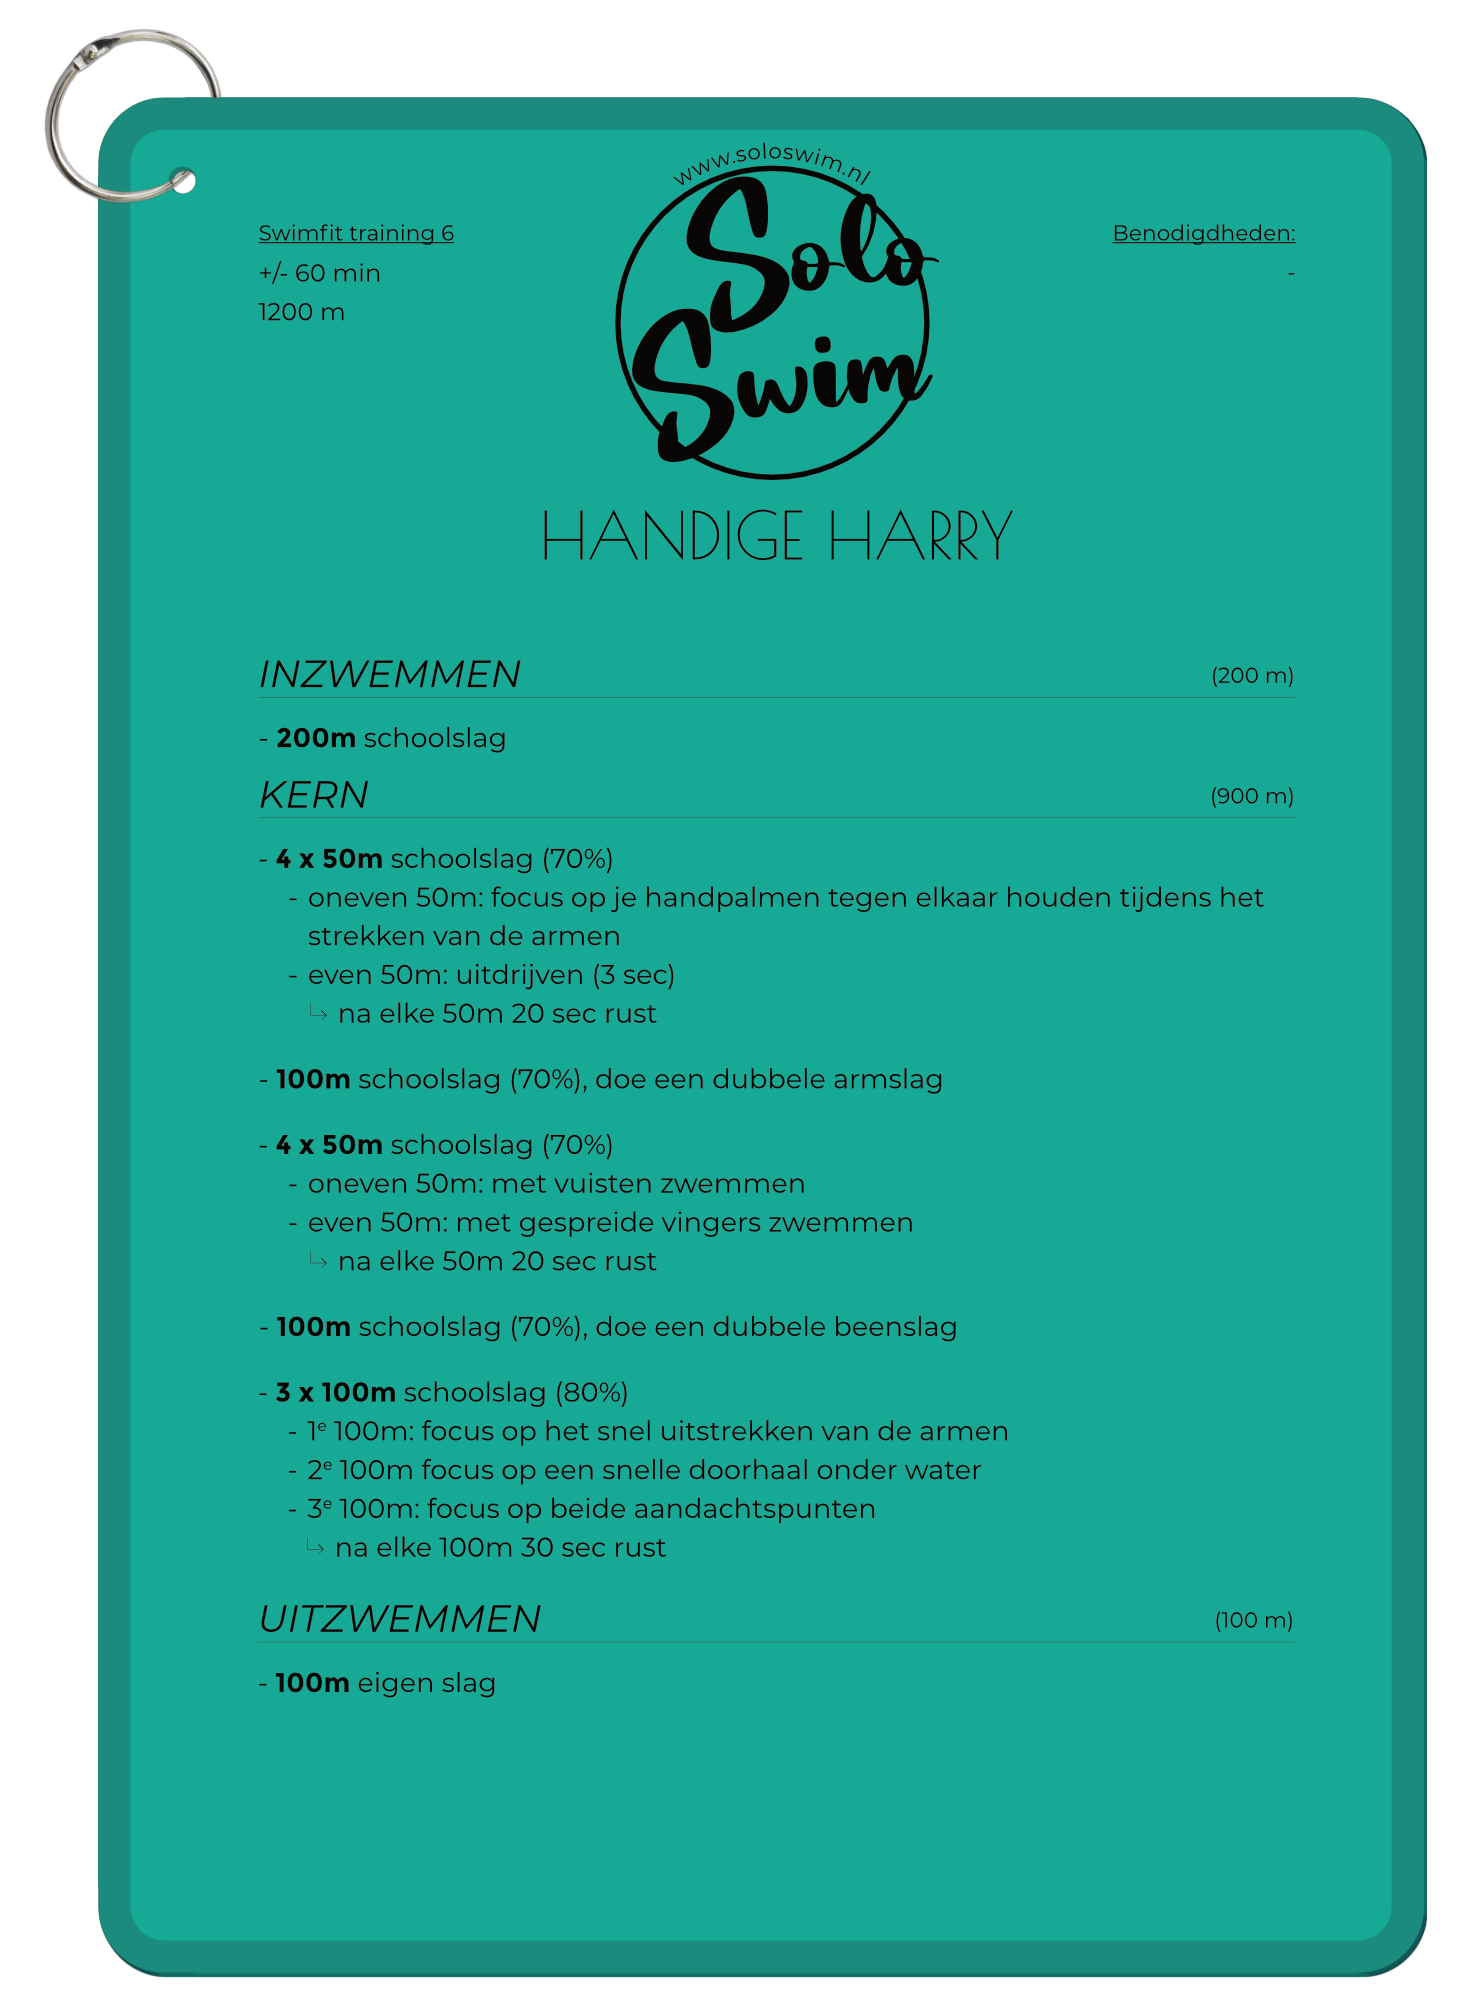 www.soloswim.nl
Solo
Swim
Swimfit training 6
+/- 60 min
1200 m
Benodigdheden:
-
HANDIGE HARRY
INZWEMMEN (200 m)
- 200m schoolslag
KERN (900 m)
- 4 x 50m schoolslag (70%)
- oneven 50m: focus op je handpalmen tegen elkaar houden tijdens het
strekken van de armen
- even 50m: uitdrijven (3 sec)
↳ na elke 50m 20 sec rust
- 100m schoolslag (70%), doe een dubbele armslag
- 4 x 50m schoolslag (70%)
- oneven 50m: met vuisten zwemmen
- even 50m: met gespreide vingers zwemmen
↳ na elke 50m 20 sec rust
- 100m schoolslag (70%), doe een dubbele beenslag
- 3 x 100m schoolslag (80%)
- 1ᵉ 100m: focus op het snel uitstrekken van de armen
- 2ᵉ 100m focus op een snelle doorhaal onder water
- 3ᵉ 100m: focus op beide aandachtspunten
↳ na elke 100m 30 sec rust
UITZWEMMEN (100 m)
- 100m eigen slag